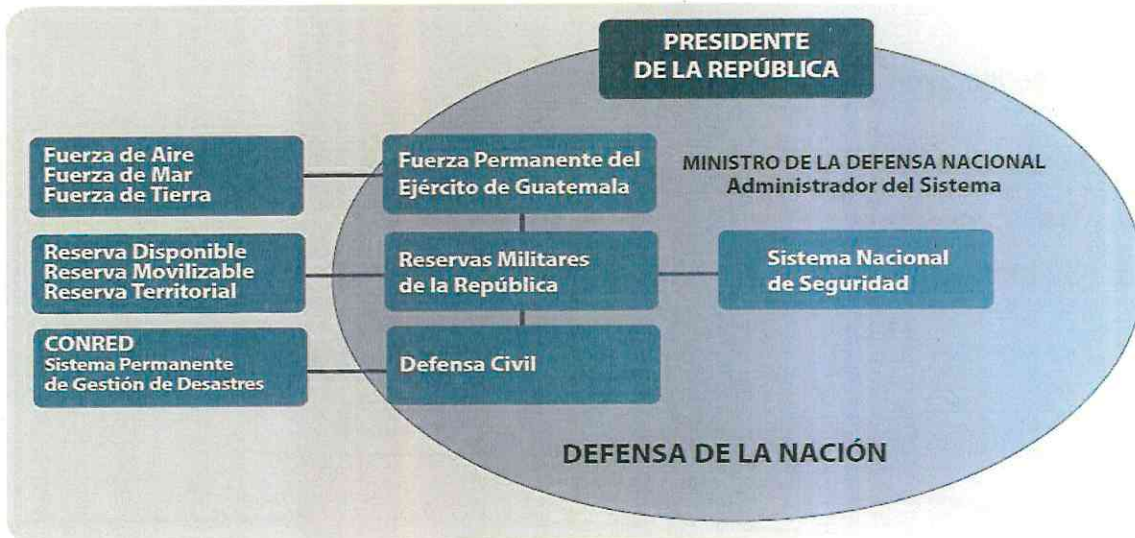 PRESIDENTE
DE LA REPÚBLICA
Fuerza de Aire
Fuerza de Mar
Fuerza de Tierra
Fuerza Permanente del
Ejército de Guatemala
MINISTRO DE LA DEFENSA NACIONAL
Administrador del Sistema
Reserva Disponible
Reserva Movilizable
Reserva Territorial
Reservas Militares
de la República
Sistema Nacional
de Seguridad
CONRED
Sistema Permanente
de Gestión de Desastres
Defensa Civil
DEFENSA DE LA NACIÓN